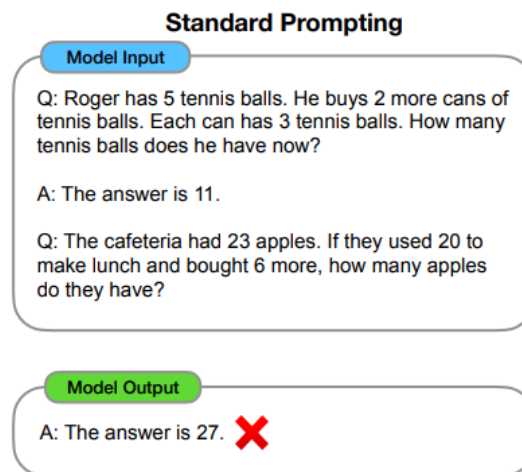 Standard Prompting
Model Input
Q: Roger has 5 tennis balls. He buys 2 more cans of
tennis balls. Each can has 3 tennis balls. How many
tennis balls does he have now?
A: The answer is 11.
Q: The cafeteria had 23 apples. If they used 20 to
make lunch and bought 6 more, how many apples
do they have?
Model Output
A: The answer is 27.